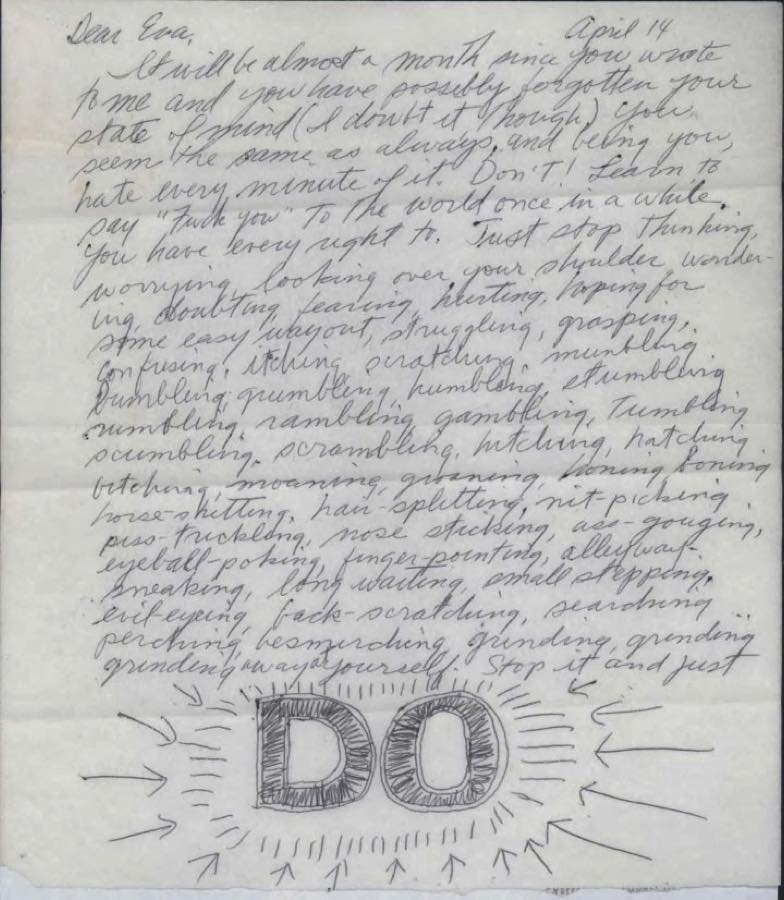 Dear Eva, April 14
It will be almost a month since you wrote
to me and you have possibly forgotten your
state of mind (I doubt it though). You
seem the same as always, and being you,
hate every minute of it. Don't! Learn to
say "Fuck You" to the world once in a while.
You have every right to. Just stop thinking,
worrying, looking over your shoulder wonder-
ing, doubting, fearing, hurting, hoping for
some easy way out, struggling, grasping,
confusing, itching, scratching, mumbling,
bumbling, grumbling, humbling, stumbling,
rumbling, rambling, gambling, tumbling,
scumbling, scrambling, hitching, hatching,
bitching, moaning, groaning, honing, boning,
horse-shitting, hair-splitting, nit-picking,
piss-trickling, nose sticking, ass-gouging,
eyeball-poking, finger-pointing, alleyway-
sneaking, long waiting, small stepping,
evil-eyeing, back-scratching, searching,
perching, besmirching, grinding, grinding
grinding away at yourself. Stop it and just
DO